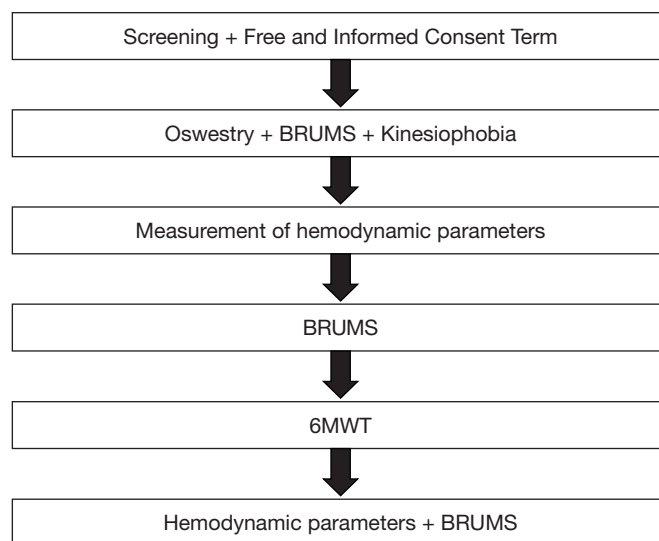 Screening + Free and Informed Consent Term
Oswestry + BRUMS + Kinesiophobia
Measurement of hemodynamic parameters
BRUMS
6MWT
Hemodynamic parameters + BRUMS